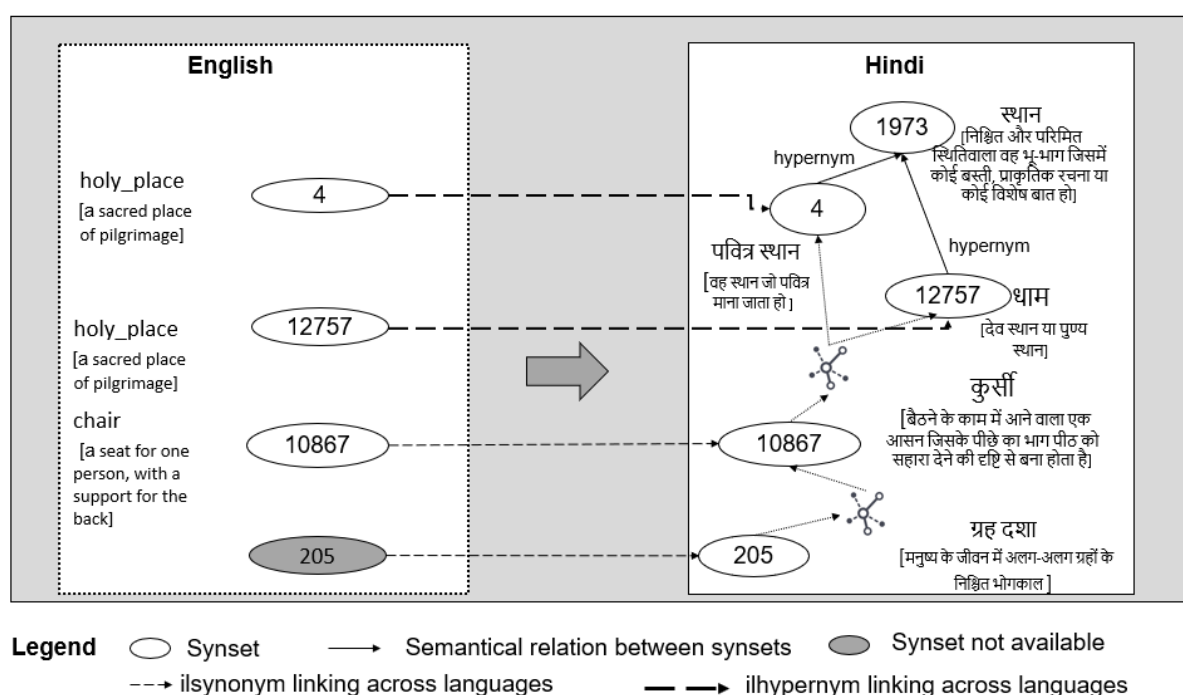 English
holy_place
[a sacred place
of pilgrimage]
4
holy_place
[a sacred place
of pilgrimage]
12757
chair
[a seat for one
person, with a
support for the
back]
10867
205
Hindi
1973
स्थान
[निश्चित और परिमित
स्थितिवाला वह भू-भाग जिसमें
कोई बस्ती, प्राकृतिक रचना या
कोई विशेष बात हो]
hypernym
4
पवित्र स्थान
[वह स्थान जो पवित्र
माना जाता हो ]
hypernym
12757
धाम
[देव स्थान या पुण्य
स्थान]
कुर्सी
[बैठने के काम में आने वाला एक
आसन जिसके पीछे का भाग पीठ को
सहारा देने की दृष्टि से बना होता है]
10867
ग्रह दशा
[मनुष्य के जीवन में अलग-अलग ग्रहों के
निश्चित भोगकाल ]
205
Legend
Synset
Semantical relation between synsets
Synset not available
ilsynonym linking across languages
ilhypernym linking across languages